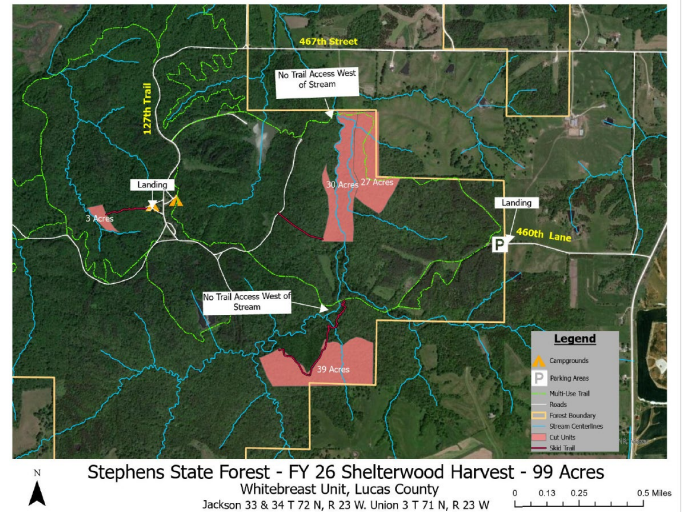 467th Street
No Trail Access West
of Stream
127th Trail
Landing
30 Acres
27 Acres
3 Acres
Landing
P
460th Lane
No Trail Access West of
Stream
39 Acres
Legend
Campgrounds
P Parking Areas
Multi-Use Trail
Roads
Forest Boundary
Stream Centerlines
Cut Units
Skid Trail
N
Stephens State Forest - FY 26 Shelterwood Harvest - 99 Acres
Whitebreast Unit, Lucas County
Jackson 33 & 34 T 72 N, R 23 W. Union 3 T 71 N, R 23 W
0 0.13 0.25 0.5 Miles